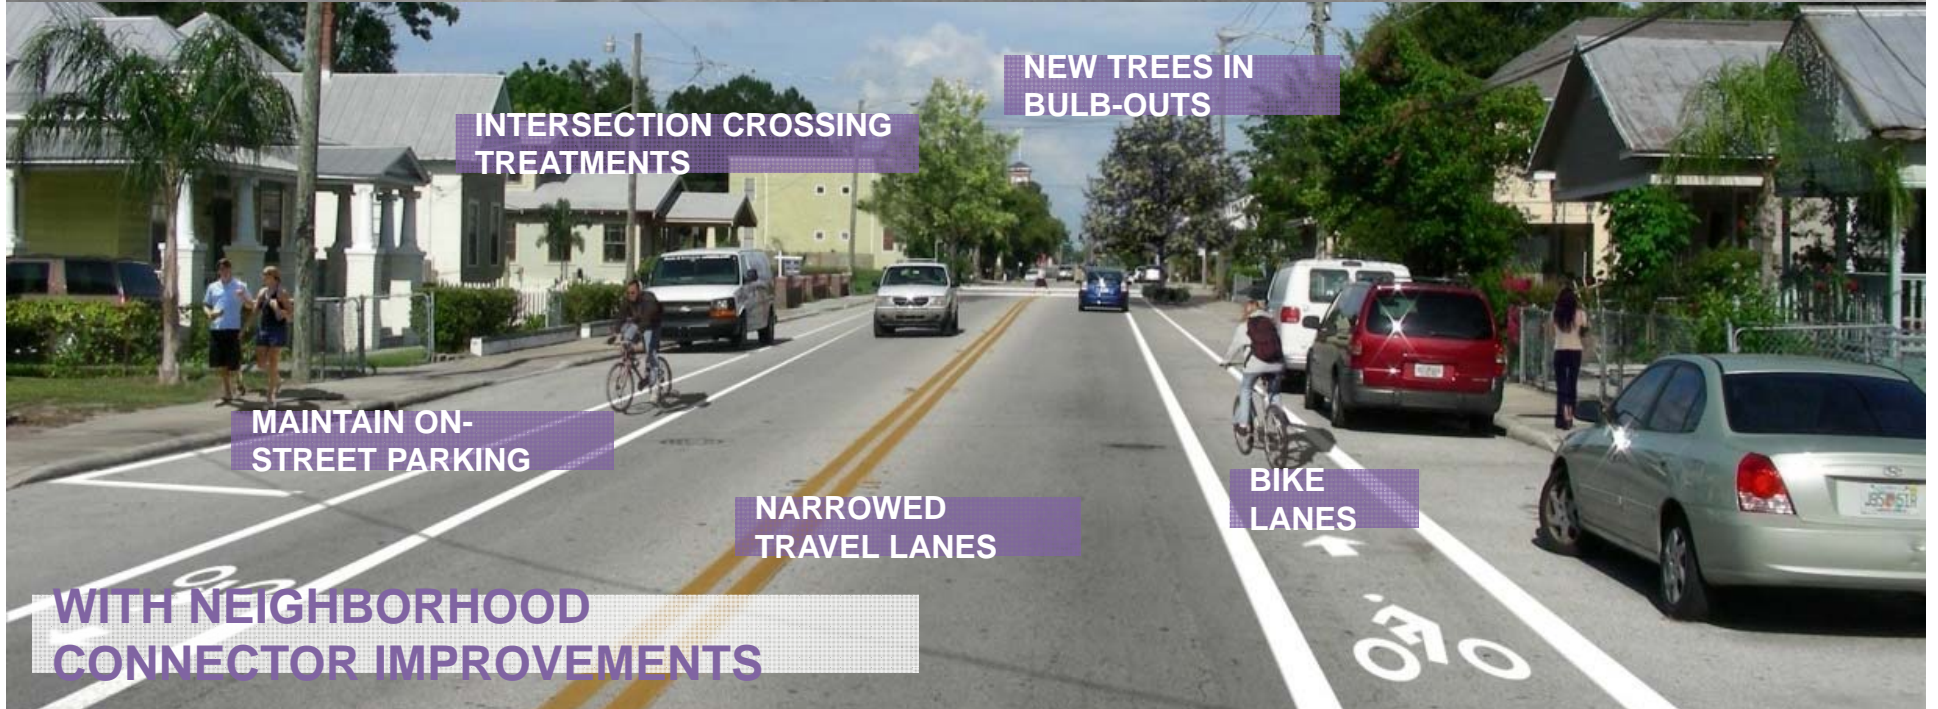 NEW TREES IN
BULB-OUTS
INTERSECTION CROSSING
TREATMENTS
MAINTAIN ON-
STREET PARKING
BIKE
LANES
NARROWED
TRAVEL LANES
WITH NEIGHBORHOOD
CONNECTOR IMPROVEMENTS